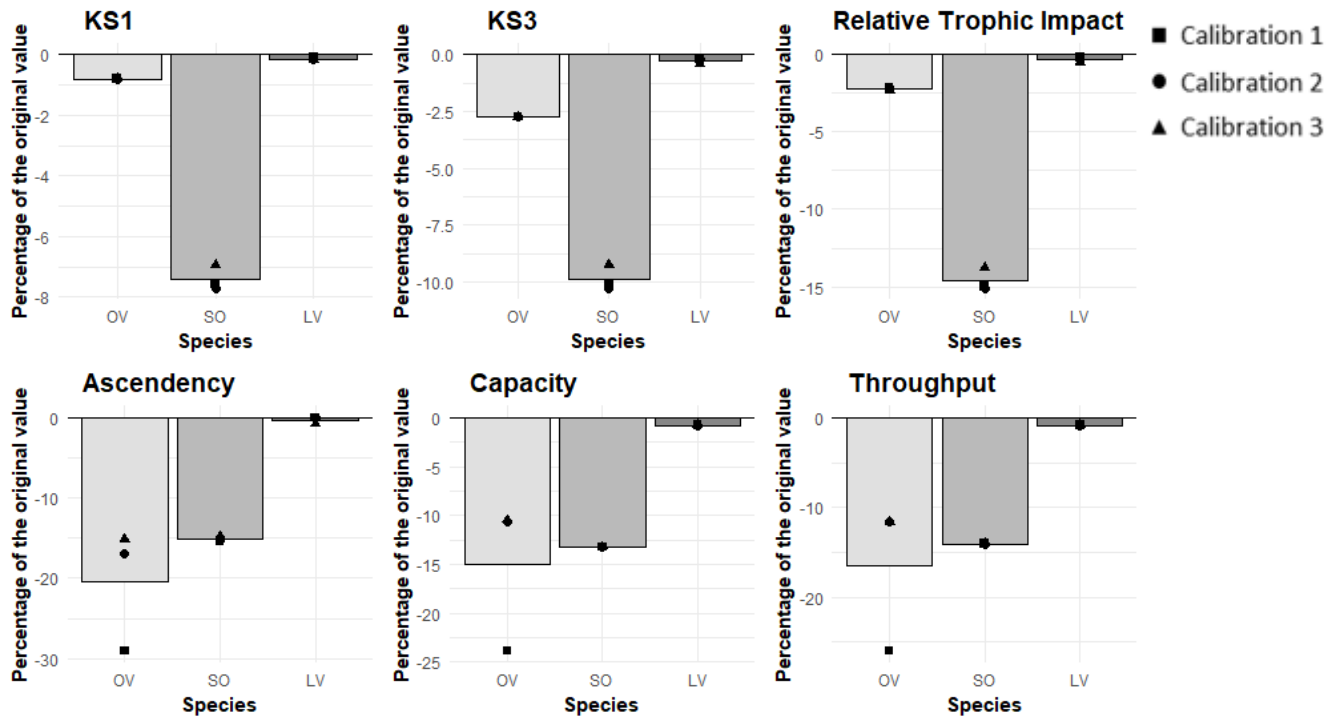 KS1
KS3
Relative Trophic Impact
Calibration 1
Calibration 2
Calibration 3
Percentage of the original value
0
-2
-4
-6
-8
OV SO LV
Species
Percentage of the original value
0.0
-2.5
-5.0
-7.5
-10.0
OV SO LV
Species
Percentage of the original value
0
-5
-10
-15
OV SO LV
Species
Ascendency
Capacity
Throughput
Percentage of the original value
0
-10
-20
-30
OV SO LV
Species
Percentage of the original value
0
-5
-10
-15
-20
-25
OV SO LV
Species
Percentage of the original value
0
-10
-20
OV SO LV
Species